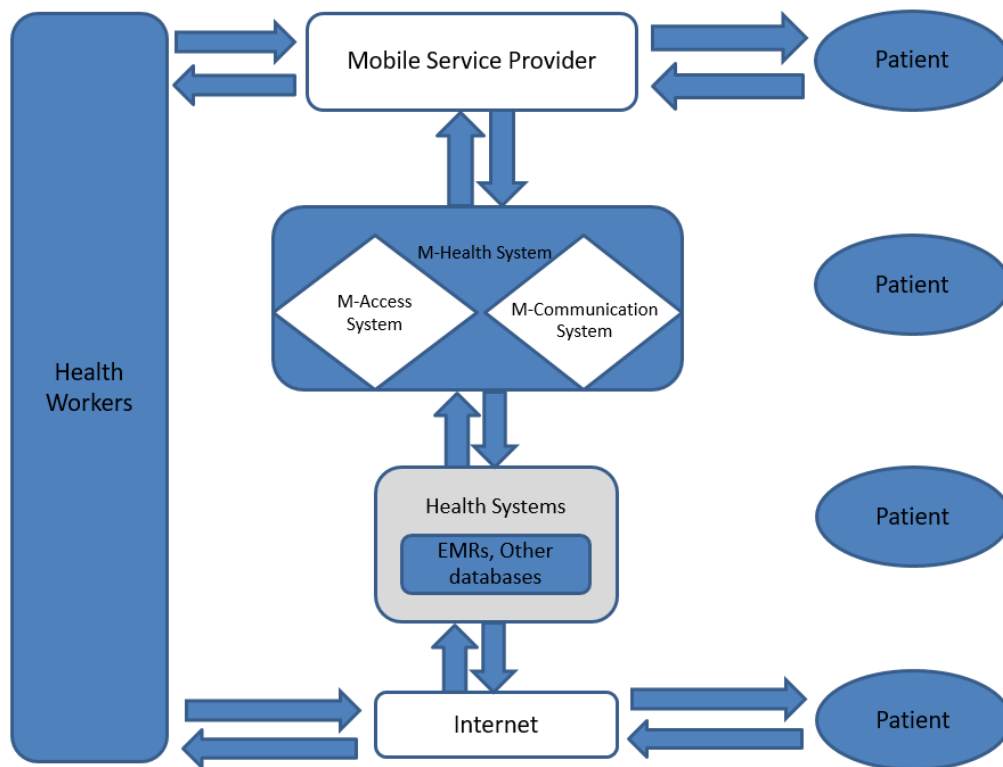 Mobile Service Provider
Patient
M-Health System
M-Access
System
M-Communication
System
Patient
Health
Workers
Health Systems
EMRs, Other
databases
Patient
Internet
Patient